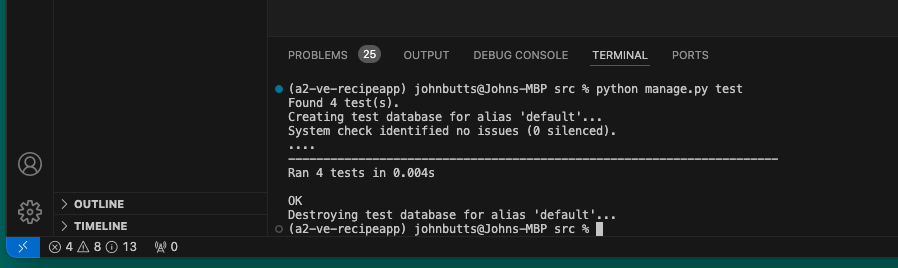 PROBLEMS 25 OUTPUT DEBUG CONSOLE TERMINAL PORTS
(a2-ve-recipeapp) johnbutts@Johns-MBP src % python manage.py test
Found 4 test(s).
Creating test database for alias 'default'...
System check identified no issues (0 silenced).
....
----------------------------------------------------------------------
Ran 4 tests in 0.004s
OK
Destroying test database for alias 'default'...
(a2-ve-recipeapp) johnbutts@Johns-MBP src %
OUTLINE
TIMELINE
4 8 13 0